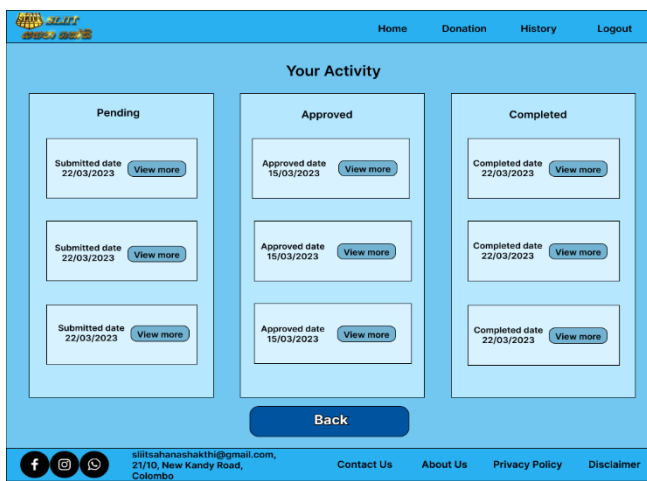 SLIIT
Home
Donation
History
Logout
Your Activity
Pending
Submitted date
22/03/2023
View more
Submitted date
22/03/2023
View more
Submitted date
22/03/2023
View more
Approved
Approved date
15/03/2023
View more
Approved date
15/03/2023
View more
Approved date
15/03/2023
View more
Completed
Completed date
22/03/2023
View more
Completed date
22/03/2023
View more
Completed date
22/03/2023
View more
Back
sliitsahanashakthi@gmail.com,
21/10, New Kandy Road,
Colombo
Contact Us
About Us
Privacy Policy
Disclaimer